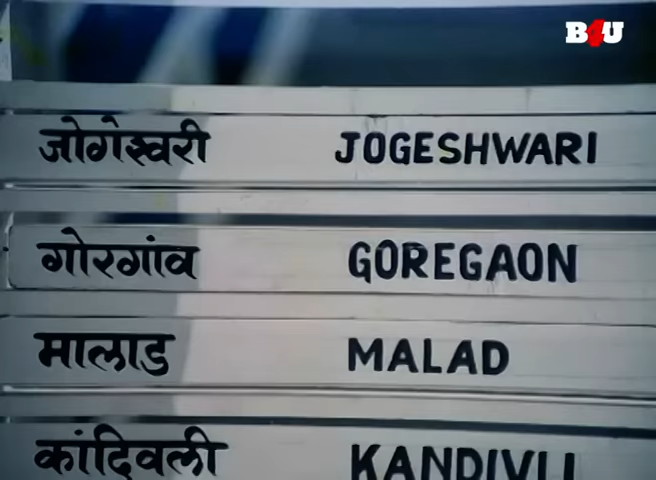 B4U
जोगेश्वरी JOGESHWARI
गोरगांव GOREGAON
मालाड MALAD
कांदिवली KANDIVLI